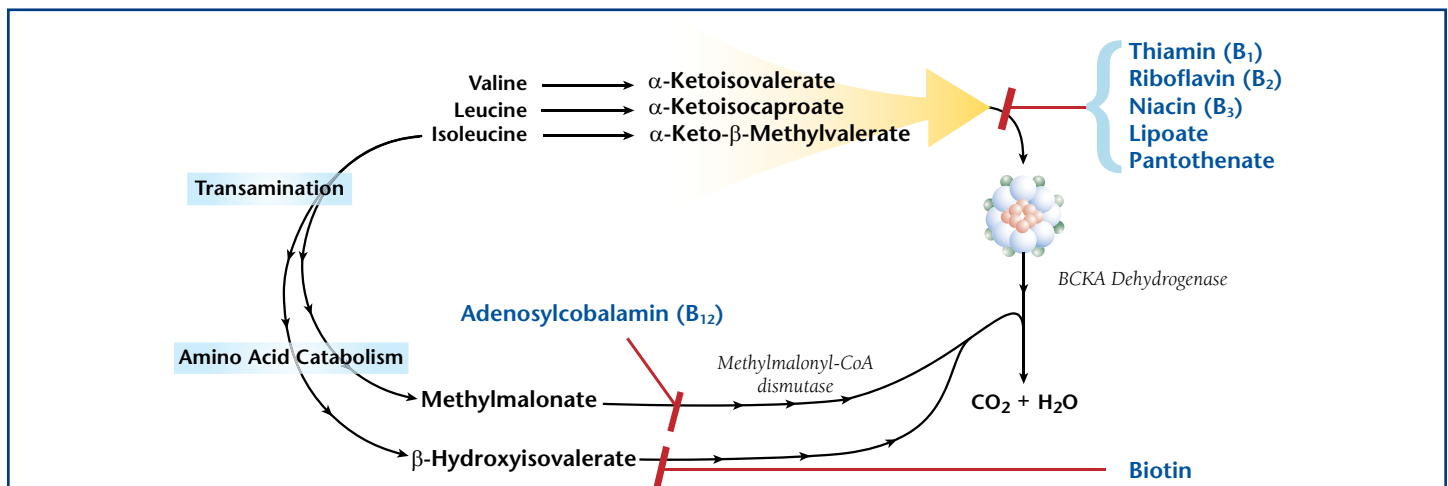 Valine
α-Ketoisovalerate
Leucine
α-Ketoisocaproate
Isoleucine
α-Keto-β-Methylvalerate
Thiamin (B₁)
Riboflavin (B₂)
Niacin (B₃)
Lipoate
Pantothenate
Transamination
BCKA Dehydrogenase
Adenosylcobalamin (B₁₂)
Amino Acid Catabolism
Methylmalonyl-CoA
dismutase
Methylmalonate
CO₂ + H₂O
β-Hydroxyisovalerate
Biotin